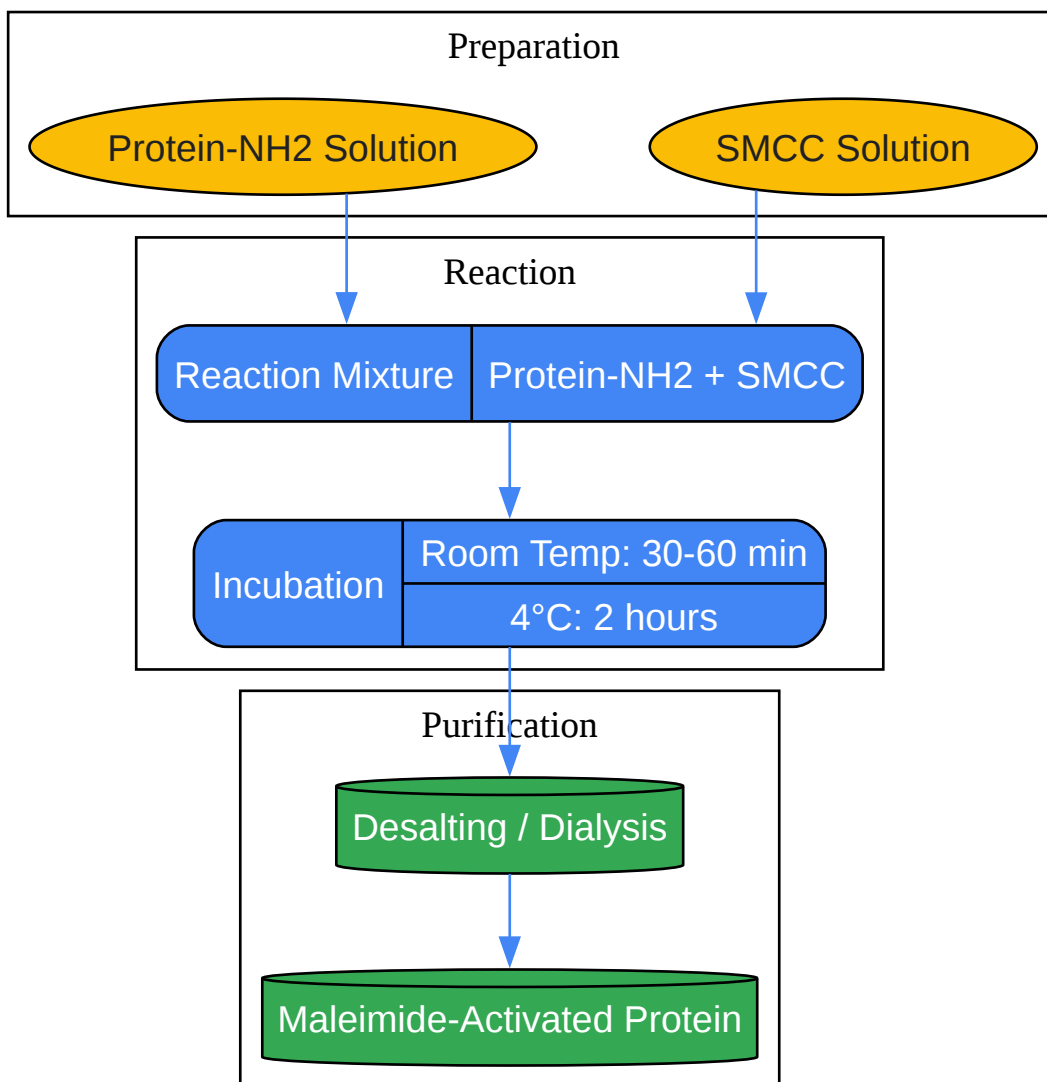 Preparation
Protein-NH2 Solution
SMCC Solution
Reaction
Reaction Mixture
Protein-NH2 + SMCC
Incubation
Room Temp: 30-60 min
4°C: 2 hours
Purification
Desalting / Dialysis
Maleimide-Activated Protein